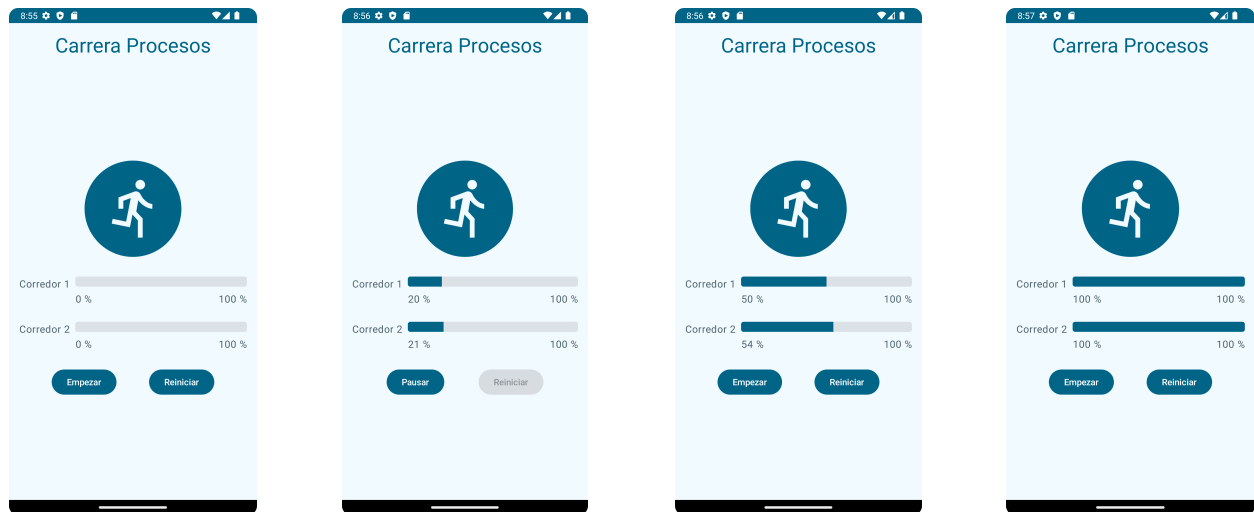 8:55
Carrera Procesos
Corredor 1
0 % 100 %
Corredor 2
0 % 100 %
Empezar Reiniciar
8:56
Carrera Procesos
Corredor 1
20 % 100 %
Corredor 2
21 % 100 %
Pausar Reiniciar
8:56
Carrera Procesos
Corredor 1
50 % 100 %
Corredor 2
54 % 100 %
Empezar Reiniciar
8:57
Carrera Procesos
Corredor 1
100 % 100 %
Corredor 2
100 % 100 %
Empezar Reiniciar